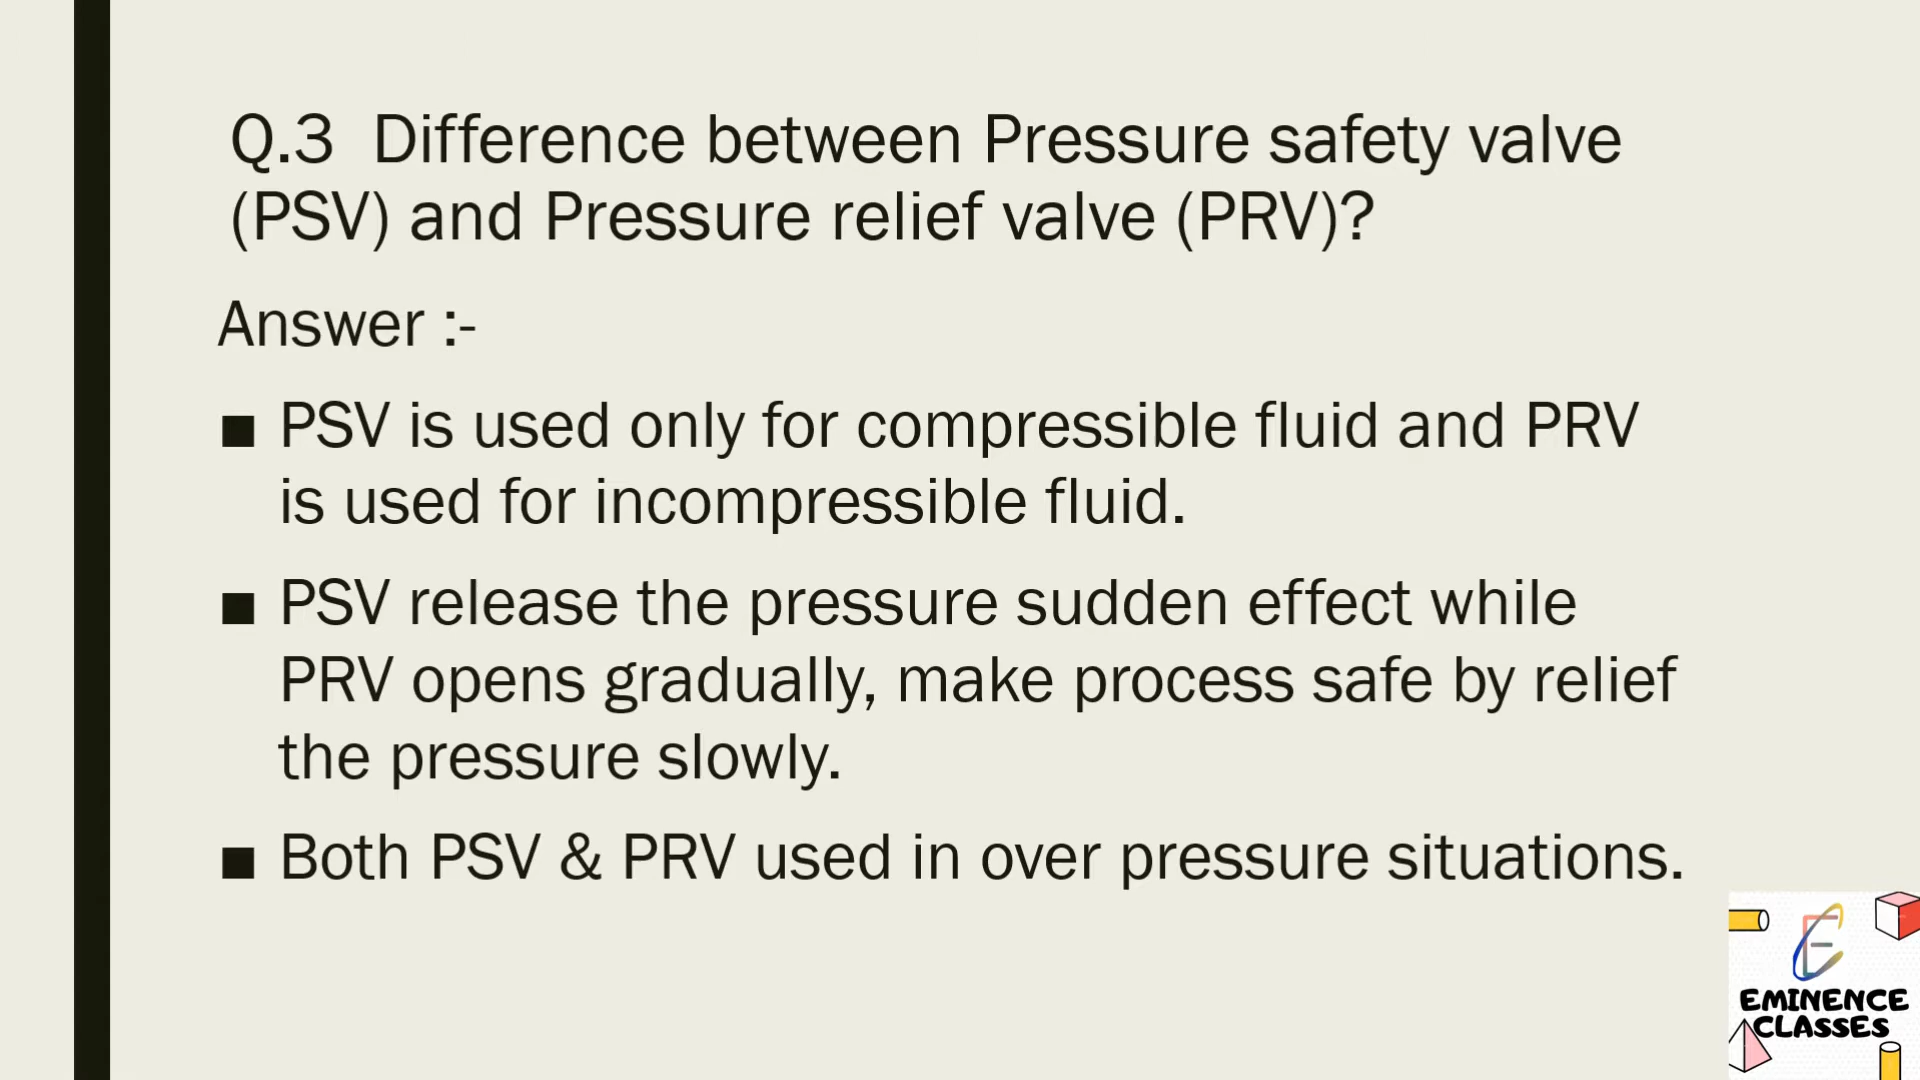 Q.3 Difference between Pressure safety valve
(PSV) and Pressure relief valve (PRV)?
Answer :-
■ PSV is used only for compressible fluid and PRV
is used for incompressible fluid.
■ PSV release the pressure sudden effect while
PRV opens gradually, make process safe by relief
the pressure slowly.
■ Both PSV & PRV used in over pressure situations.
E
EMINENCE
CLASSES